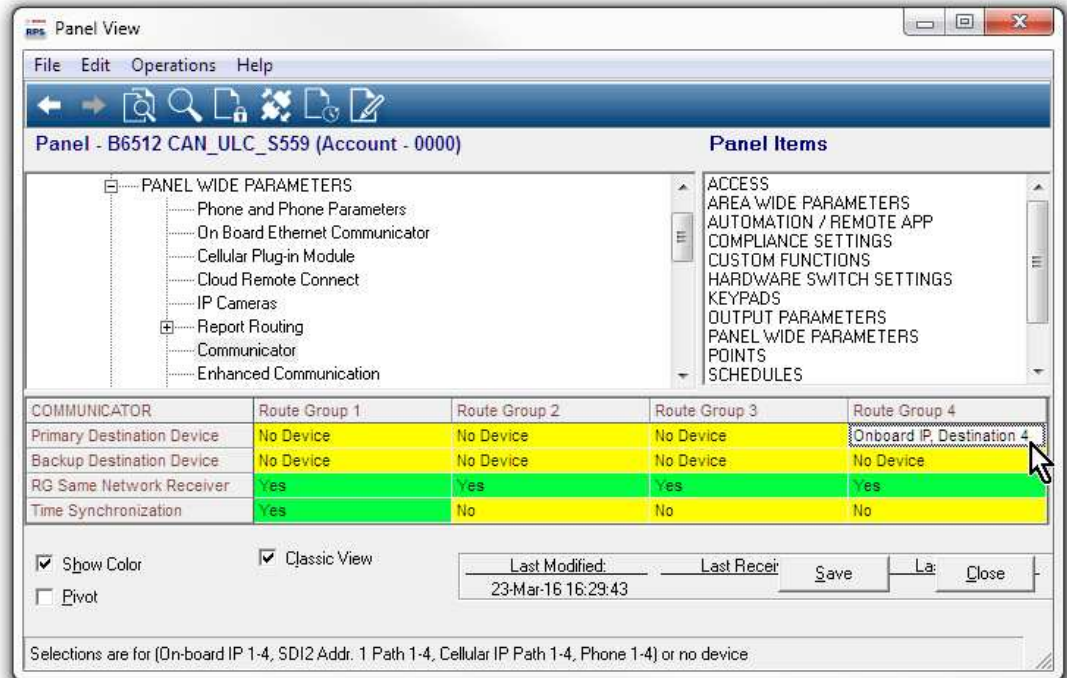 RPS Panel View
File Edit Operations Help
Panel - B6512 CAN_ULC_S559 (Account - 0000)
Panel Items
PANEL WIDE PARAMETERS
Phone and Phone Parameters
On Board Ethernet Communicator
Cellular Plug-in Module
Cloud Remote Connect
IP Cameras
Report Routing
Communicator
Enhanced Communication
ACCESS
AREA WIDE PARAMETERS
AUTOMATION / REMOTE APP
COMPLIANCE SETTINGS
CUSTOM FUNCTIONS
HARDWARE SWITCH SETTINGS
KEYPADS
OUTPUT PARAMETERS
PANEL WIDE PARAMETERS
POINTS
SCHEDULES
COMMUNICATOR Route Group 1 Route Group 2 Route Group 3 Route Group 4
Primary Destination Device No Device No Device No Device Onboard IP, Destination 4
Backup Destination Device No Device No Device No Device No Device
RG Same Network Receiver Yes Yes Yes Yes
Time Synchronization Yes No No No
Show Color Classic View
Pivot
Last Modified: Last Recei Save La Close
23-Mar-16 16:29:43
Selections are for (On-board IP 1-4, SDI2 Addr. 1 Path 1-4, Cellular IP Path 1-4, Phone 1-4) or no device